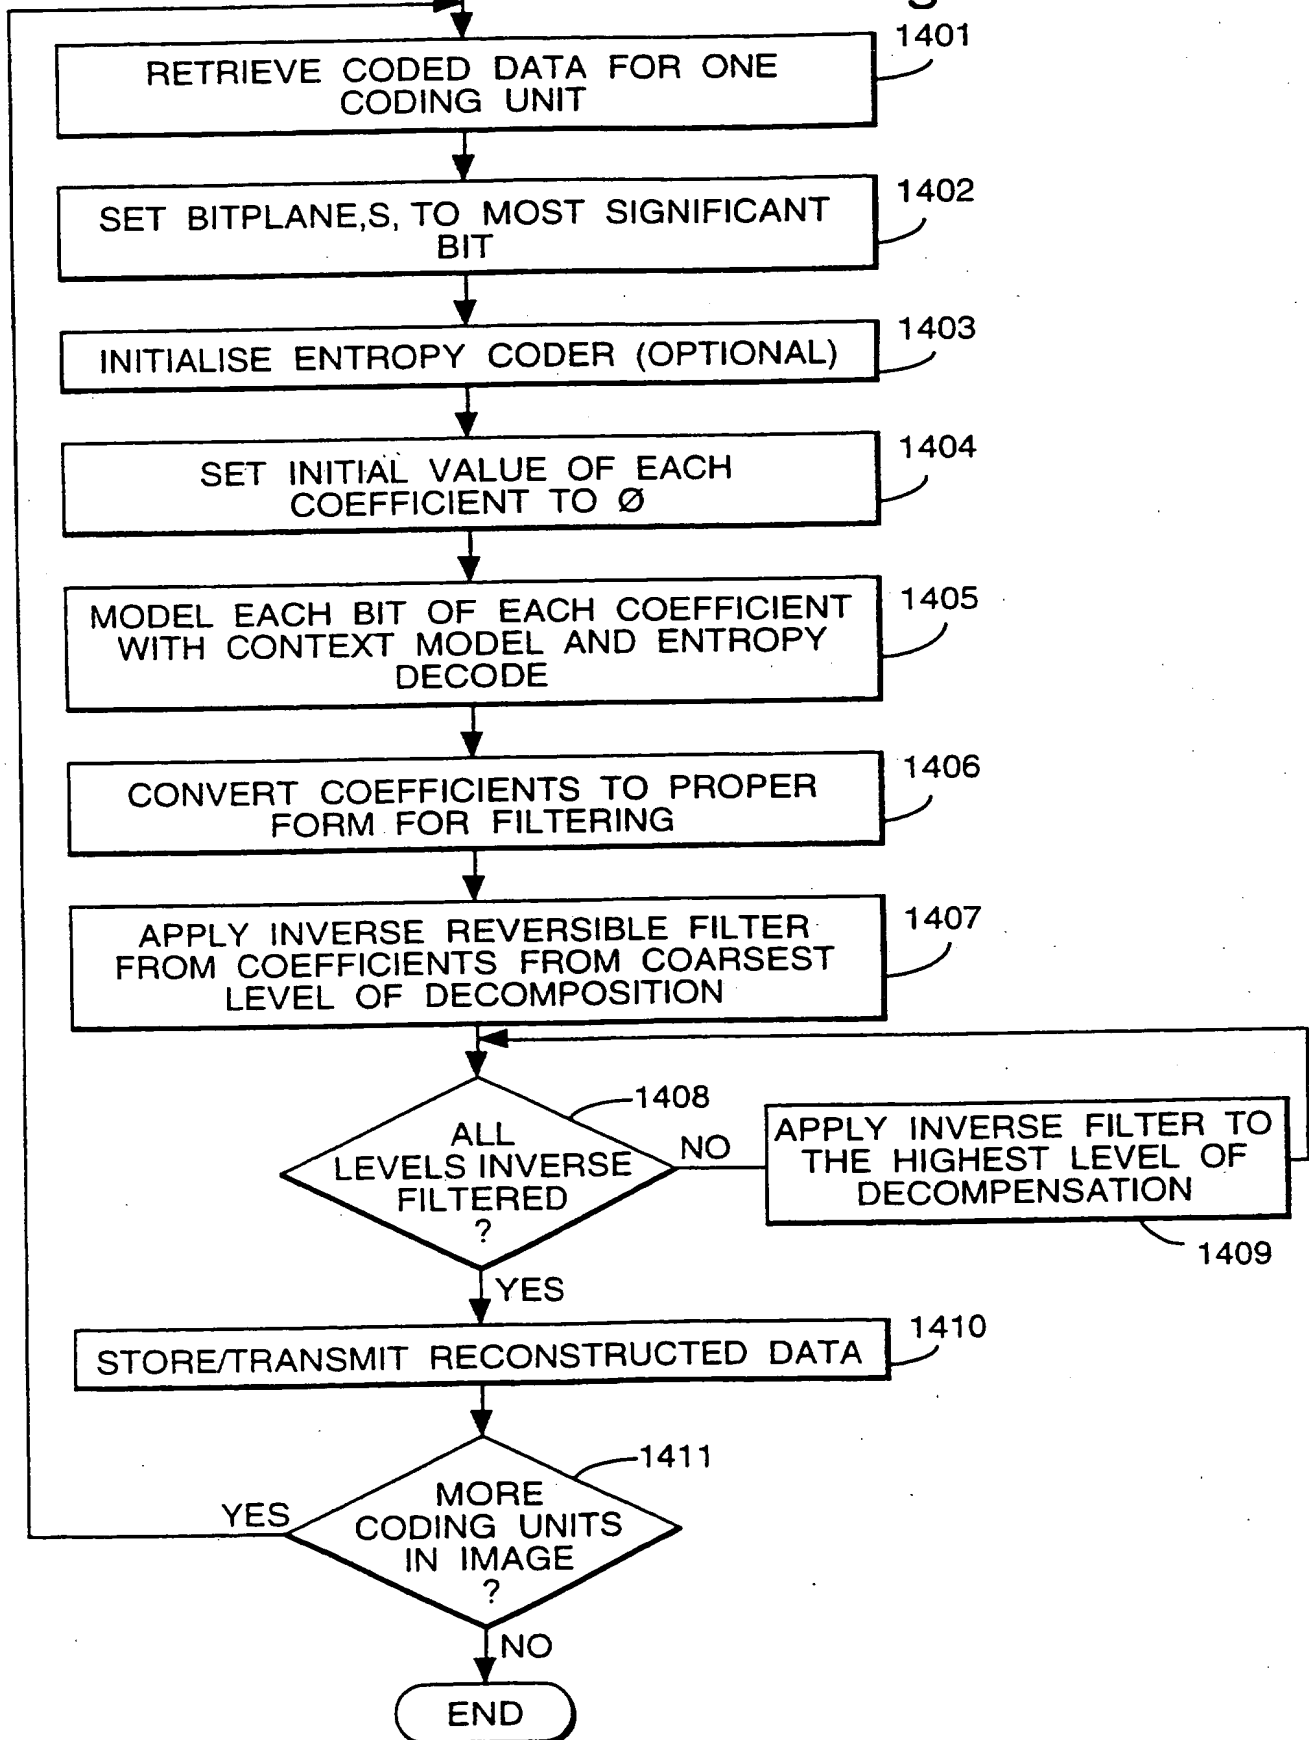 1401
RETRIEVE CODED DATA FOR ONE
CODING UNIT
1402
SET BITPLANE,S, TO MOST SIGNIFICANT
BIT
1403
INITIALISE ENTROPY CODER (OPTIONAL)
1404
SET INITIAL VALUE OF EACH
COEFFICIENT TO Ø
1405
MODEL EACH BIT OF EACH COEFFICIENT
WITH CONTEXT MODEL AND ENTROPY
DECODE
1406
CONVERT COEFFICIENTS TO PROPER
FORM FOR FILTERING
1407
APPLY INVERSE REVERSIBLE FILTER
FROM COEFFICIENTS FROM COARSEST
LEVEL OF DECOMPOSITION
1408
ALL
LEVELS INVERSE
FILTERED
?
NO
APPLY INVERSE FILTER TO
THE HIGHEST LEVEL OF
DECOMPENSATION
1409
YES
1410
STORE/TRANSMIT RECONSTRUCTED DATA
1411
MORE
CODING UNITS
IN IMAGE
?
YES
NO
END